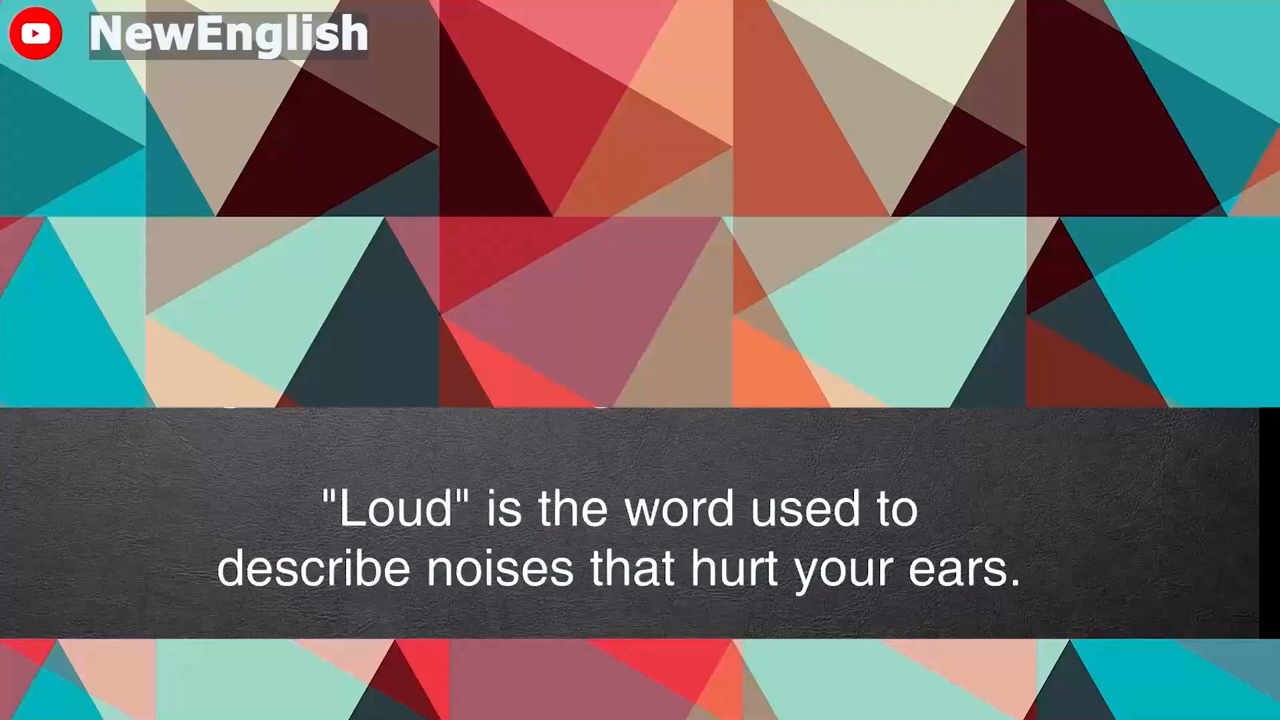 NewEnglish
"Loud" is the word used to
describe noises that hurt your ears.